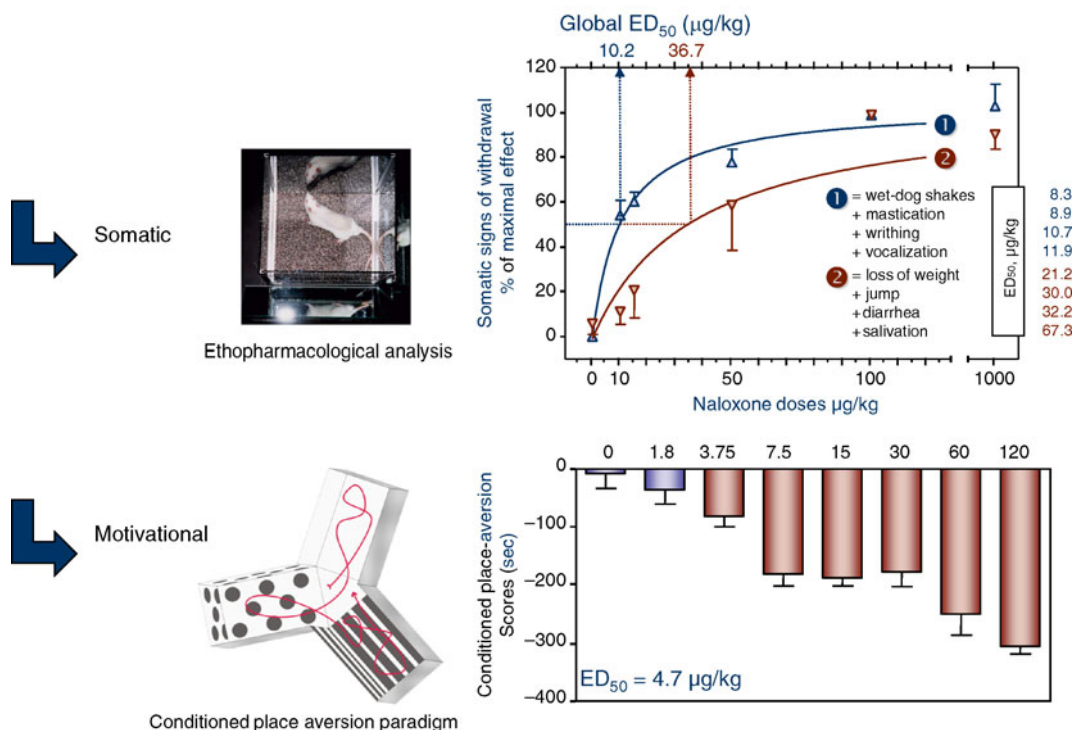 Global ED50 (µg/kg)
10.2 36.7
120
100
80
60
40
20
0
Somatic signs of withdrawal
% of maximal effect
1
2
1 = wet-dog shakes
+ mastication
+ writhing
+ vocalization
2 = loss of weight
+ jump
+diarrhea
+salivation
ED50, µg/kg
8.3
8.9
10.7
11.9
21.2
30.0
32.2
67.3
0 10 50 100 1000
Naloxone doses µg/kg
Somatic
Ethopharmacological analysis
Motivational
Conditioned place aversion paradigm
0 1.8 3.75 7.5 15 30 60 120
0
–100
–200
–300
–400
Conditioned place-aversion
Scores (sec)
ED50 = 4.7 µg/kg